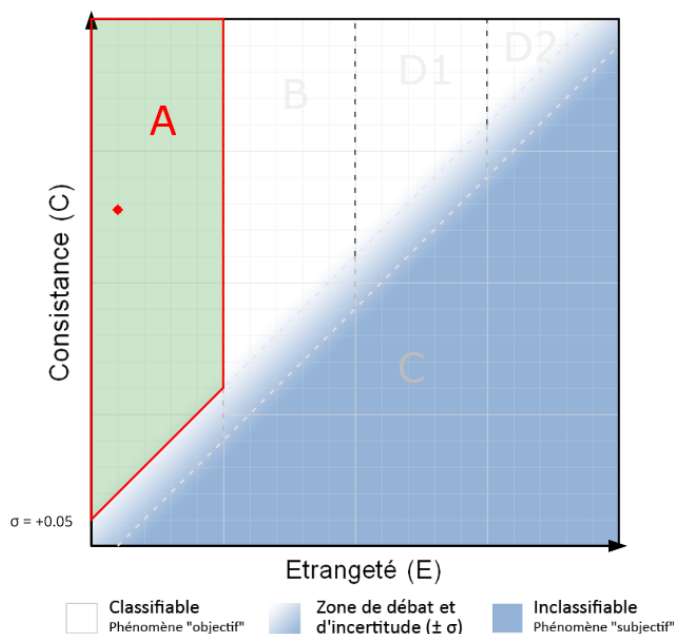 A
B
D1
D2
C
Consistance (C)
σ = +0.05
Etrangeté (E)
Classifiable
Phénomène "objectif"
Zone de débat et
d'incertitude (± σ)
Inclassifiable
Phénomène "subjectif"